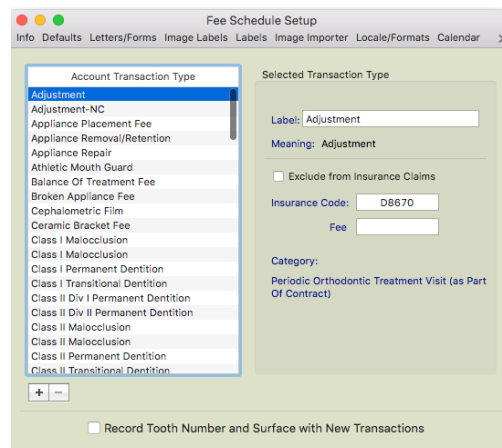 Fee Schedule Setup
Info Defaults Letters/Forms Image Labels Labels Image Importer Locale/Formats Calendar
Account Transaction Type
Adjustment
Adjustment-NC
Appliance Placement Fee
Appliance Removal/Retention
Appliance Repair
Athletic Mouth Guard
Balance Of Treatment Fee
Broken Appliance Fee
Cephalometric Film
Ceramic Bracket Fee
Class I Malocclusion
Class I Malocclusion
Class I Permanent Dentition
Class I Transitional Dentition
Class II Div I Permanent Dentition
Class II Div II Permanent Dentition
Class II Malocclusion
Class II Malocclusion
Class II Permanent Dentition
Class II Transitional Dentition
Selected Transaction Type
Label: Adjustment
Meaning: Adjustment
Exclude from Insurance Claims
Insurance Code: D8670
Fee
Category:
Periodic Orthodontic Treatment Visit (as Part
Of Contract)
Record Tooth Number and Surface with New Transactions